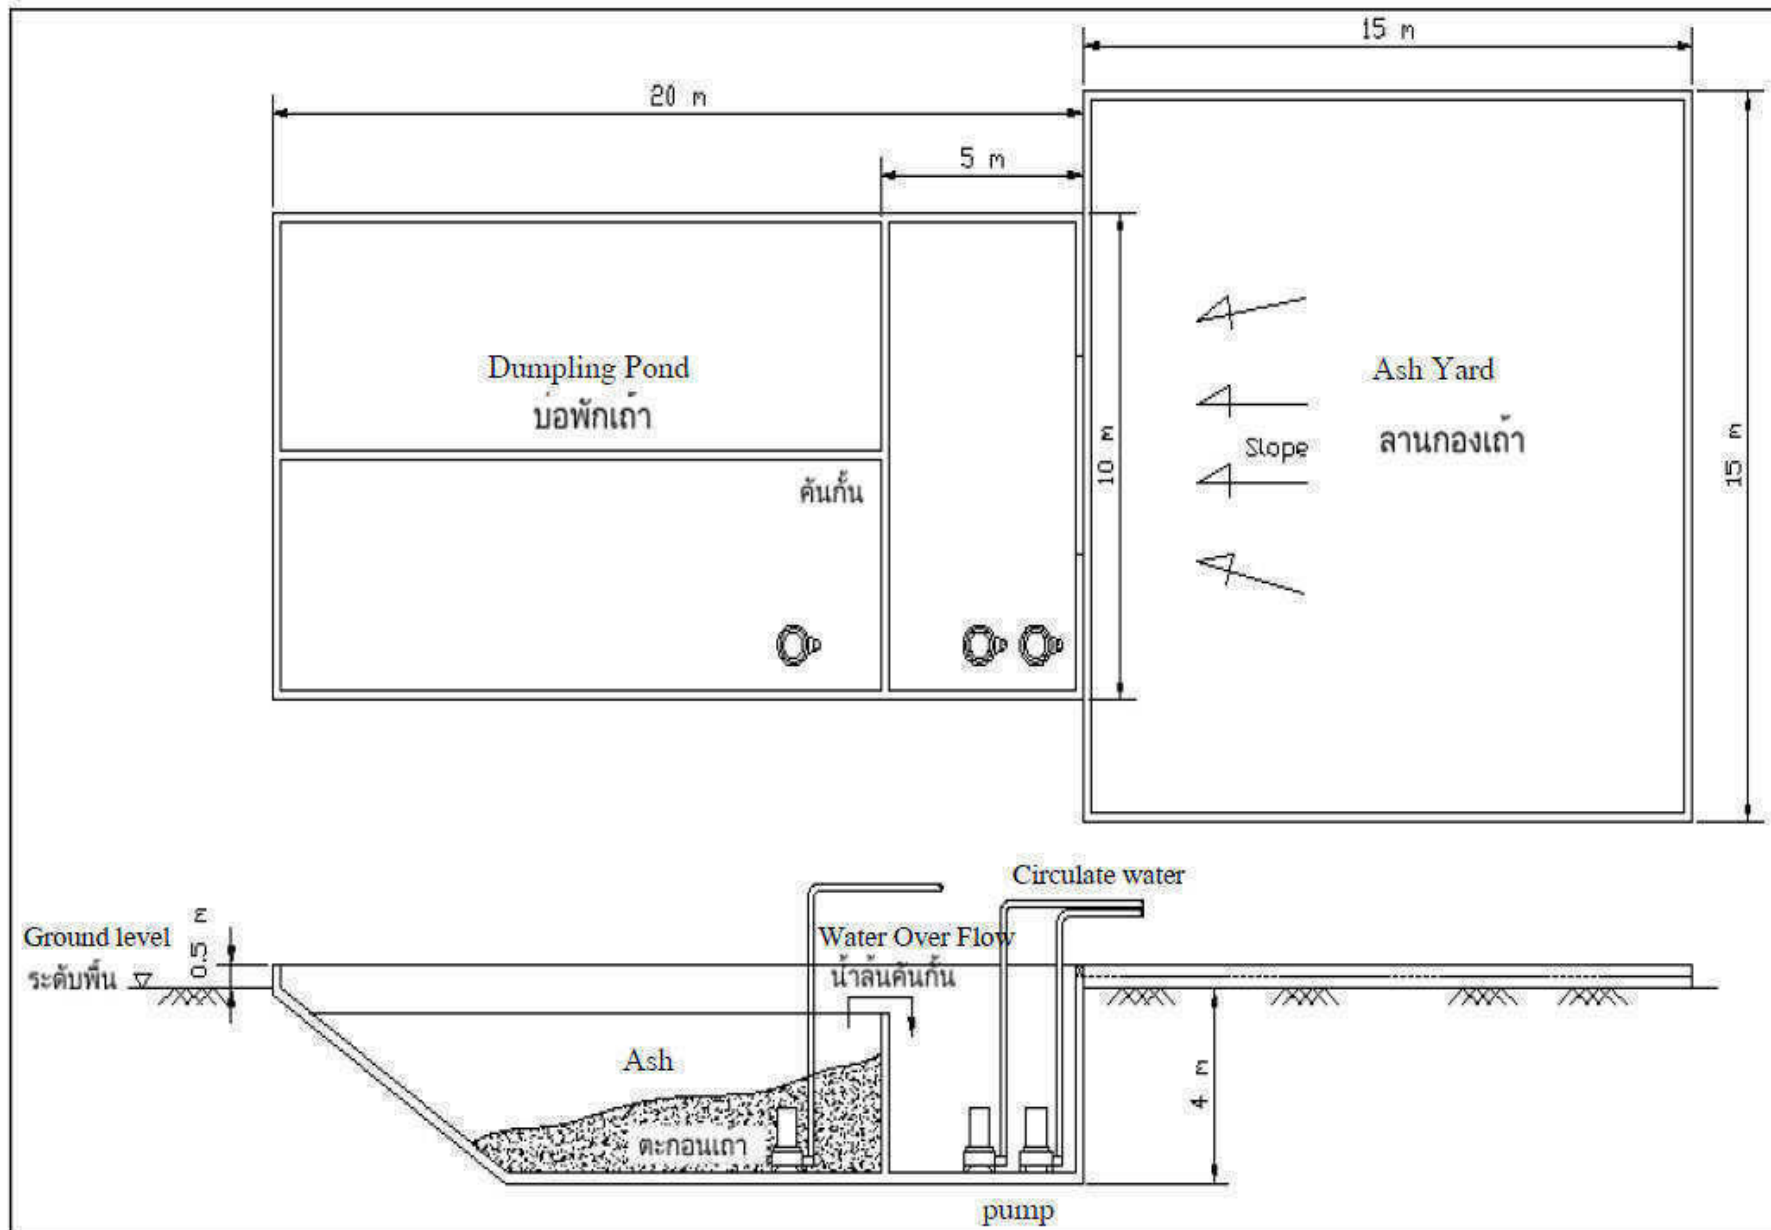 15 m
20 m
5 m
Dumpling Pond
บ่อพักเถ้า
Ash Yard
ลานกองเถ้า
Slope
10 m
15 m
คันกั้น
Circulate water
Ground level
ระดับพื้น
0.5 m
Water Over Flow
น้ำล้นคันกั้น
Ash
ตะกอนเถ้า
4 m
pump